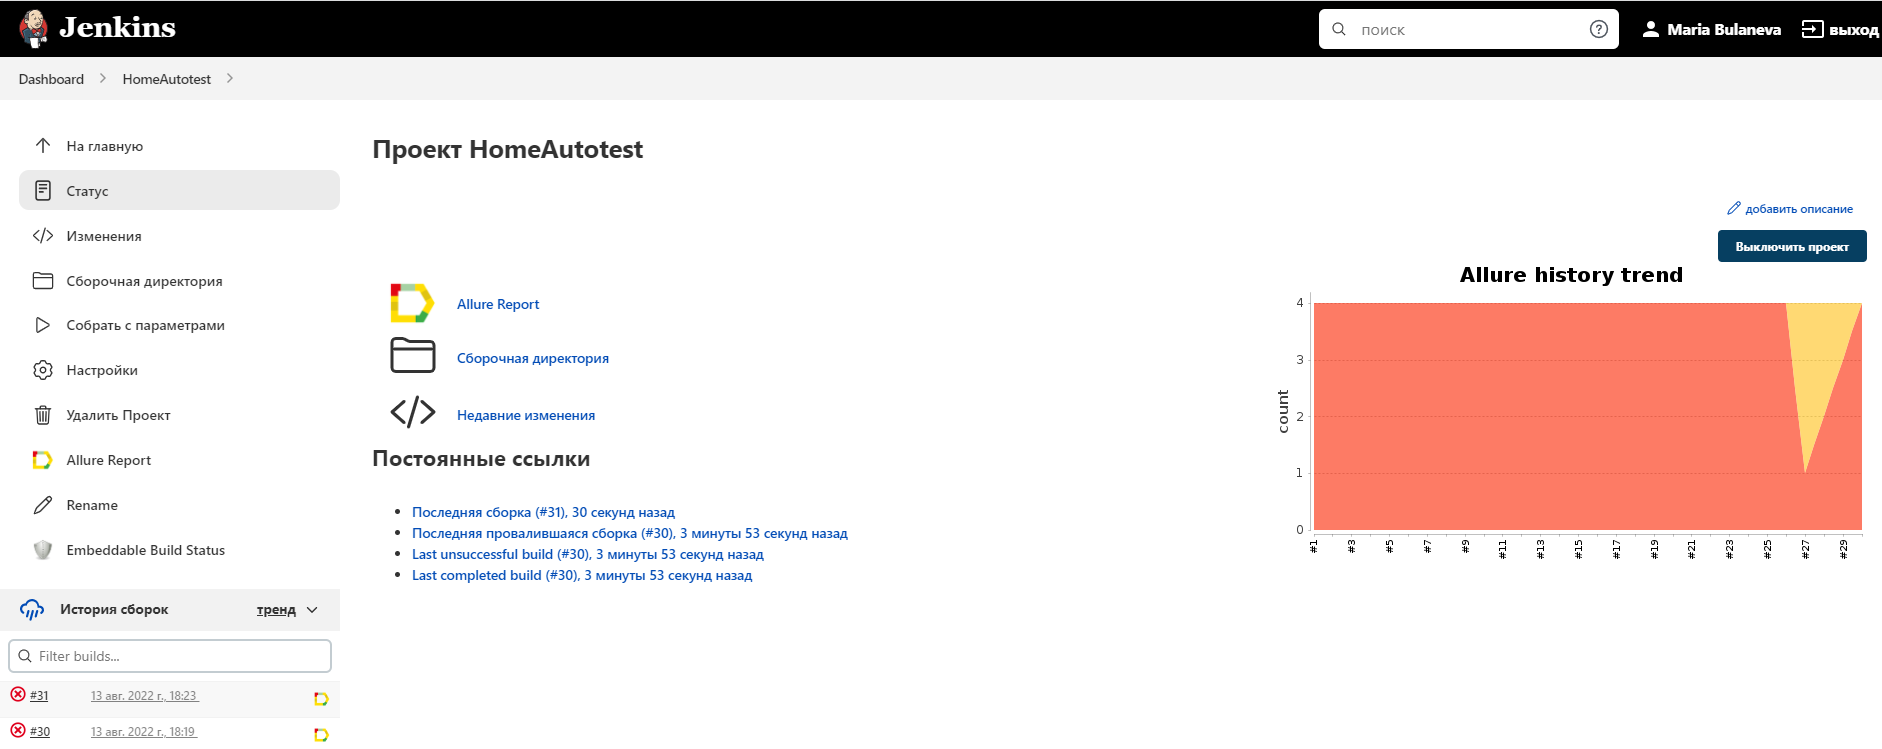 Jenkins
поиск
Maria Bulaneva
выход
Dashboard
HomeAutotest
На главную
Статус
Изменения
Сборочная директория
Собрать с параметрами
Настройки
Удалить Проект
Allure Report
Rename
Embeddable Build Status
История сборок
тренд
Filter builds...
#31
13 авг. 2022 г., 18:23
#30
13 авг. 2022 г., 18:19
Проект HomeAutotest
добавить описание
Выключить проект
Allure Report
Сборочная директория
Недавние изменения
Постоянные ссылки
Последняя сборка (#31), 30 секунд назад
Последняя провалившаяся сборка (#30), 3 минуты 53 секунд назад
Last unsuccessful build (#30), 3 минуты 53 секунд назад
Last completed build (#30), 3 минуты 53 секунд назад
Allure history trend
count
4
3
2
1
0
#1
#3
#5
#7
#9
#11
#13
#15
#17
#19
#21
#23
#25
#27
#29